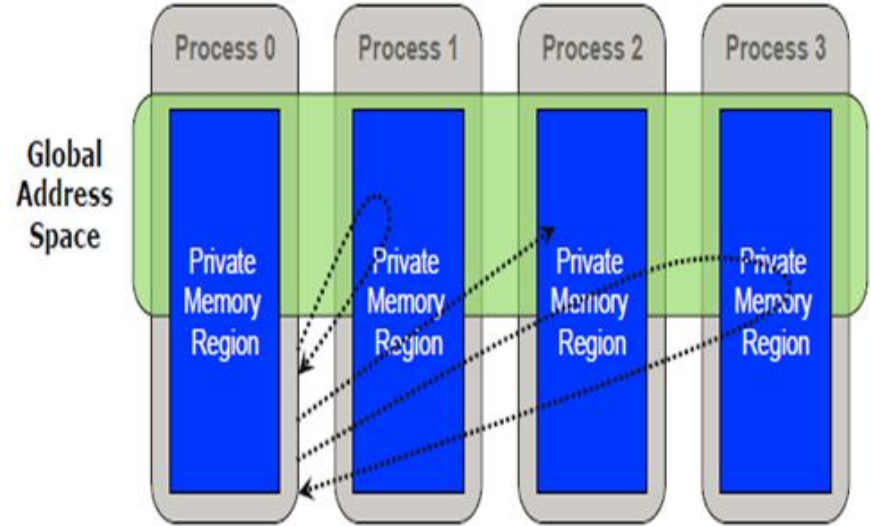 Process 0
Process 1
Process 2
Process 3
Global
Address
Space
Private
Memory
Region
Private
Memory
Region
Private
Memory
Region
Private
Memory
Region